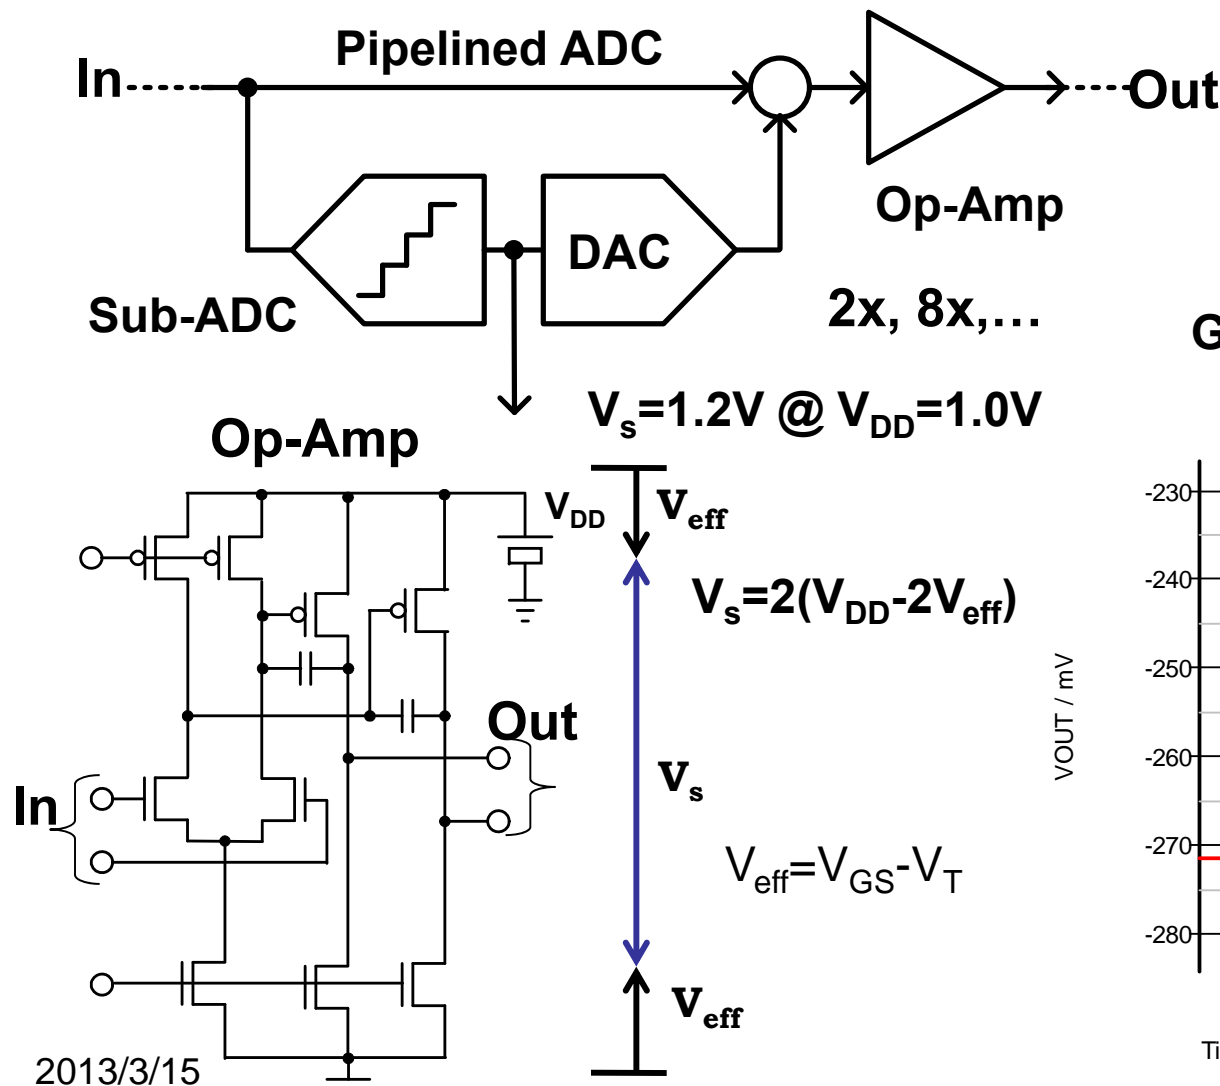 Pipelined ADC
In
Out
Op-Amp
DAC
Sub-ADC
2x, 8x,…
G
Vs=1.2V @ VDD=1.0V
Op-Amp
VDD
veff
-230
-240
Vs=2(VDD-2Veff)
-250
VOUT / mV
Out
-260
vs
In
-270
Veff=VGS-VT
-280
veff
Ti
2013/3/15